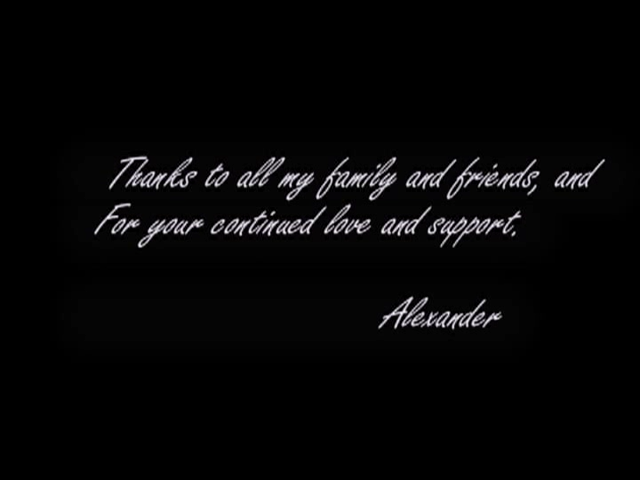 Thanks to all my family and friends, and
For your continued love and support.
Alexander